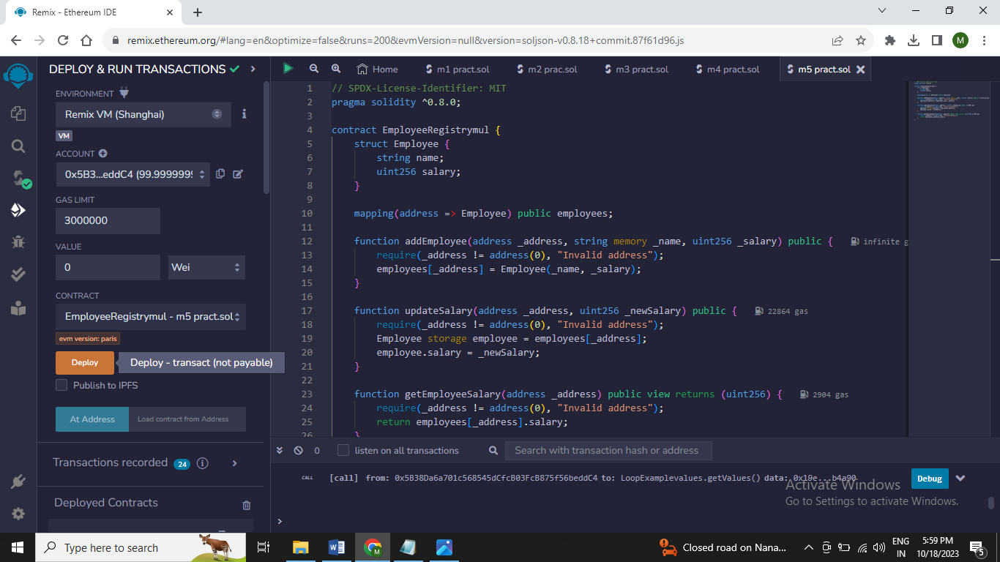 Remix - Ethereum IDE
remix.ethereum.org/#lang=en&optimize=false&runs=200&evmVersion=null&version=soljson-v0.8.18+commit.87f61d96.js
M
DEPLOY & RUN TRANSACTIONS
ENVIRONMENT
Remix VM (Shanghai)
VM
ACCOUNT
0x5B3...eddC4 (99.9999999
GAS LIMIT
3000000
VALUE
0
Wei
CONTRACT
EmployeeRegistrymul - m5 pract.sol
evm version: paris
Deploy
Deploy - transact (not payable)
Publish to IPFS
At Address
Load contract from Address
Transactions recorded 24 i
Deployed Contracts
Home
m1 pract.sol
m2 prac.sol
m3 pract.sol
m4 pract.sol
m5 pract.sol
1 // SPDX-License-Identifier: MIT
2 pragma solidity ^0.8.0;
3
4 contract EmployeeRegistrymul {
5 struct Employee {
6 string name;
7 uint256 salary;
8 }
9
10 mapping(address => Employee) public employees;
11
12 function addEmployee(address _address, string memory _name, uint256 _salary) public { infinite g
13 require(_address != address(0), "Invalid address");
14 employees[_address] = Employee(_name, _salary);
15 }
16
17 function updateSalary(address _address, uint256 _newSalary) public { 22864 gas
18 require(_address != address(0), "Invalid address");
19 Employee storage employee = employees[_address];
20 employee.salary = _newSalary;
21 }
22
23 function getEmployeeSalary(address _address) public view returns (uint256) { 2904 gas
24 require(_address != address(0), "Invalid address");
25 return employees[_address].salary;
26 }
0
listen on all transactions
Search with transaction hash or address
CALL [call] from: 0x5B38Da6a701c568545dCfcB03FcB875f56beddC4 to: LoopExamplevalues.getValues() data: 0x19e...b4a90
Debug
Activate Windows
Go to Settings to activate Windows.
>
Type here to search
Closed road on Nana...
ENG
IN
5:59 PM
10/18/2023
5